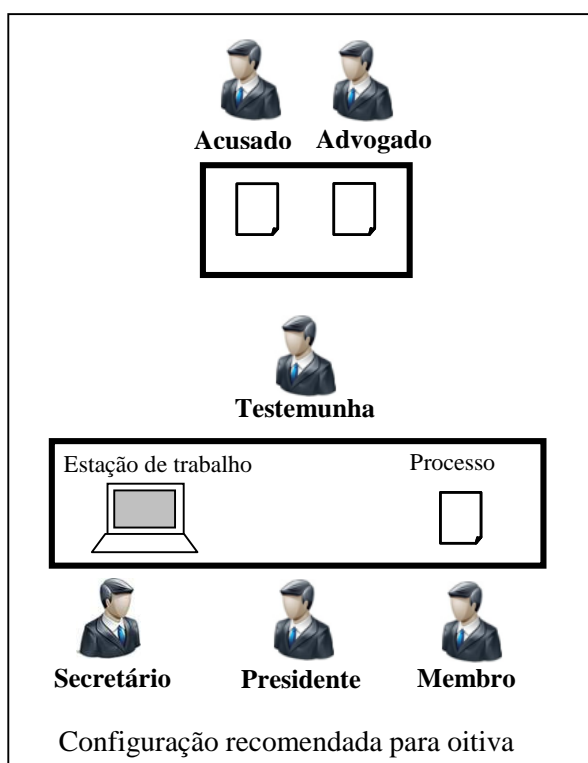 Acusado Advogado
Testemunha
Estação de trabalho Processo
Secretário Presidente Membro
Configuração recomendada para oitiva